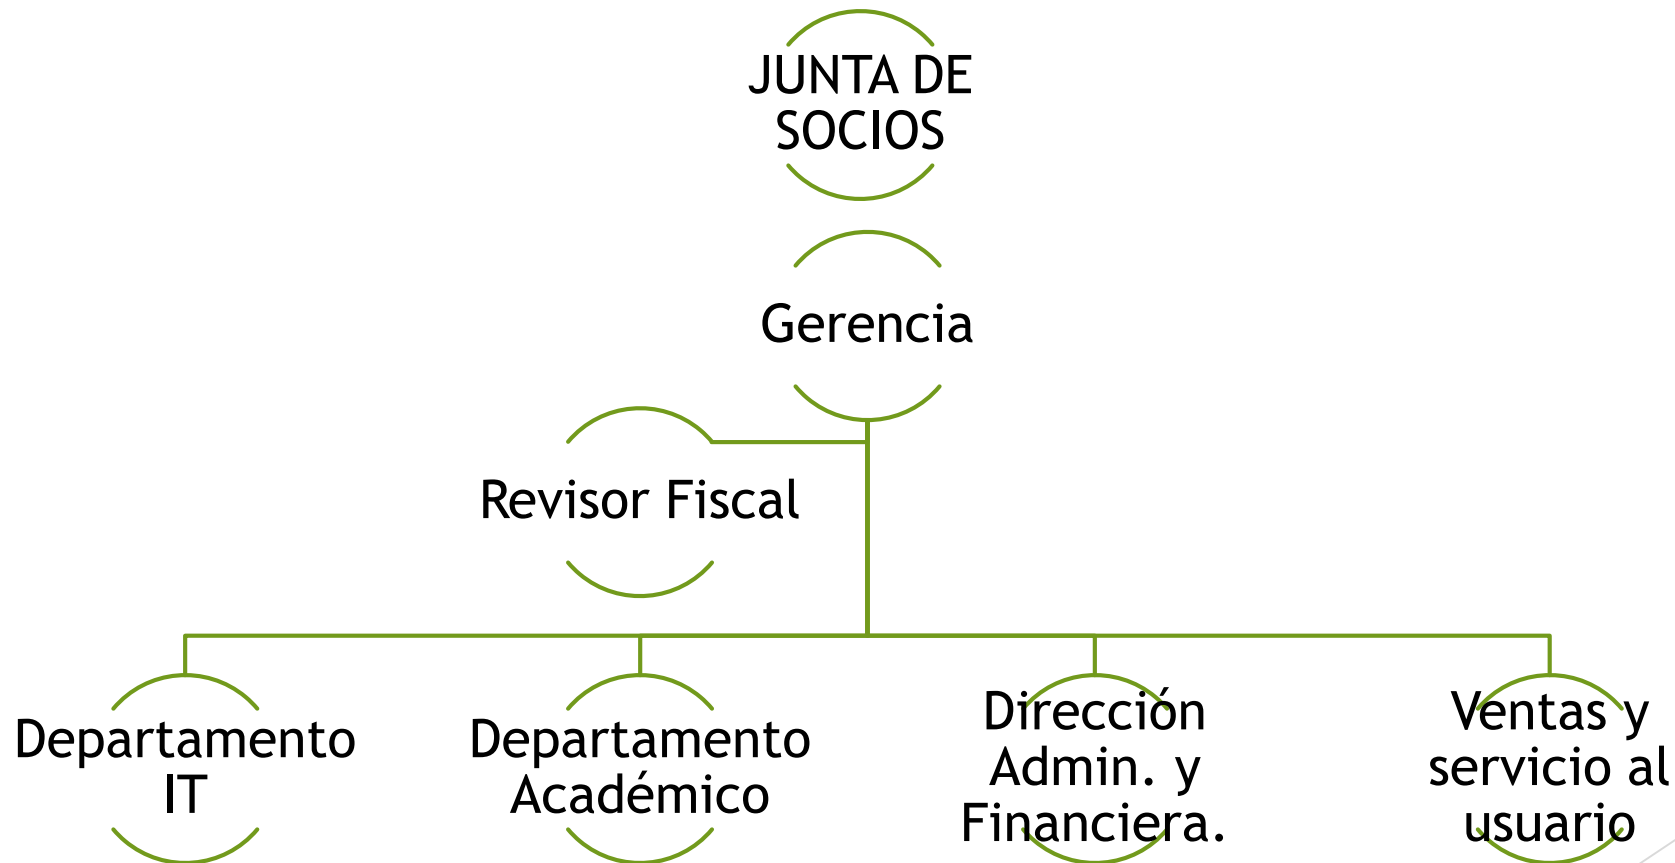 JUNTA DE
SOCIOS
Gerencia
Revisor Fiscal
Departamento
IT
Departamento
Académico
Dirección
Admin. y
Financiera.
Ventas y
servicio al
usuario